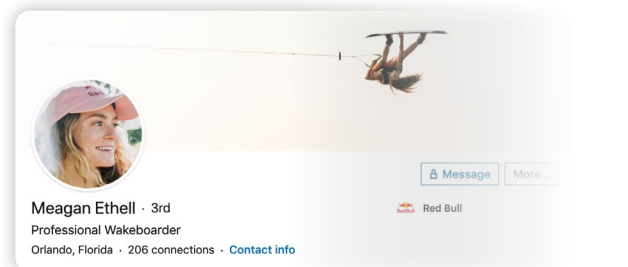 Message
More...
Meagan Ethell · 3rd
Red Bull
Professional Wakeboarder
Orlando, Florida · 206 connections · Contact info